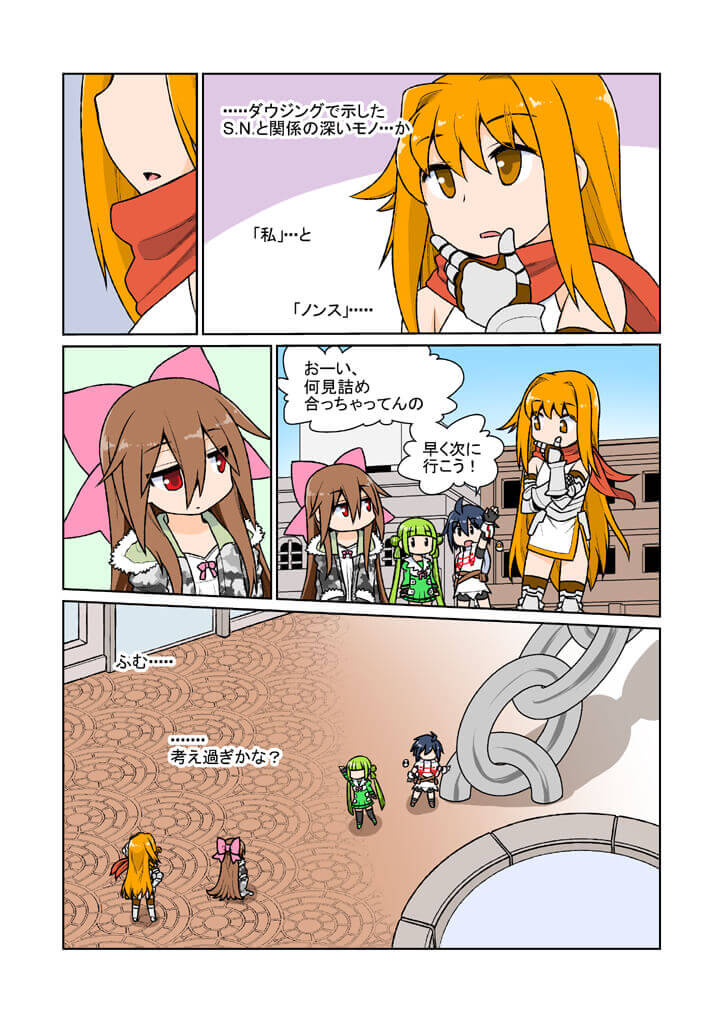 ‥‥‥ダウジングで示した
S.N.と関係の深いモノ‥‥か
「私」‥‥と
「ノンス」‥‥‥
おーい、
何見詰め
合っちゃってんの
早く次に
行こう!
ふむ‥‥‥
‥‥‥‥
考え過ぎかな?